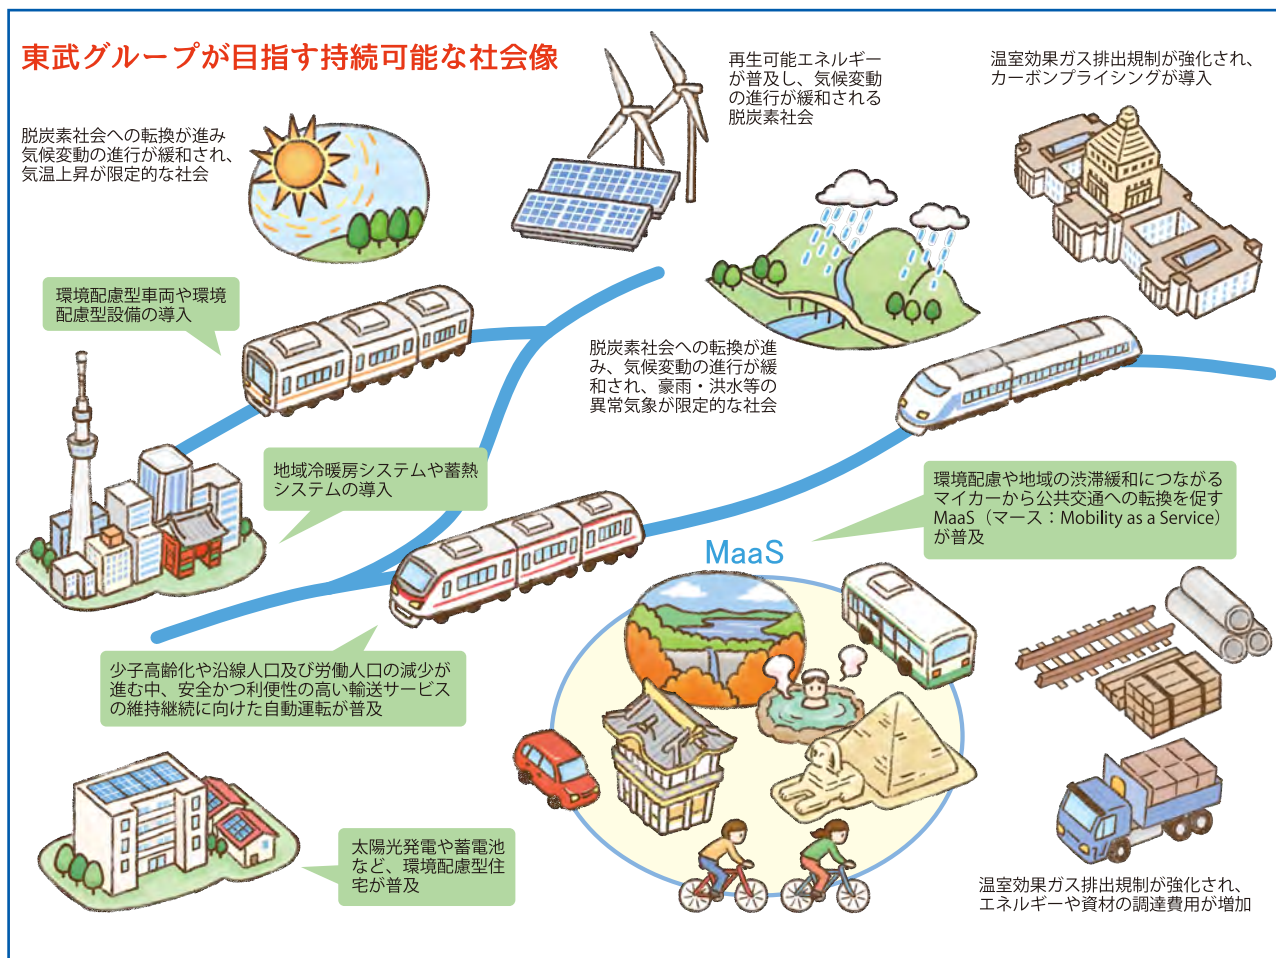 東武グループが目指す持続可能な社会像
脱炭素社会への転換が進み
気候変動の進行が緩和され、
気温上昇が限定的な社会
再生可能エネルギー
が普及し、気候変動
の進行が緩和される
脱炭素社会
温室効果ガス排出規制が強化され、
カーボンプライシングが導入
環境配慮型車両や環境
配慮型設備の導入
脱炭素社会への転換が進
み、気候変動の進行が緩
和され、豪雨・洪水等の
異常気象が限定的な社会
地域冷暖房システムや蓄熱
システムの導入
環境配慮や地域の渋滞緩和につながる
マイカーから公共交通への転換を促す
MaaS（マース：Mobility as a Service）
が普及
MaaS
少子高齢化や沿線人口及び労働人口の減少が
進む中、安全かつ利便性の高い輸送サービス
の維持継続に向けた自動運転が普及
太陽光発電や蓄電池
など、環境配慮型住
宅が普及
温室効果ガス排出規制が強化され、
エネルギーや資材の調達費用が増加